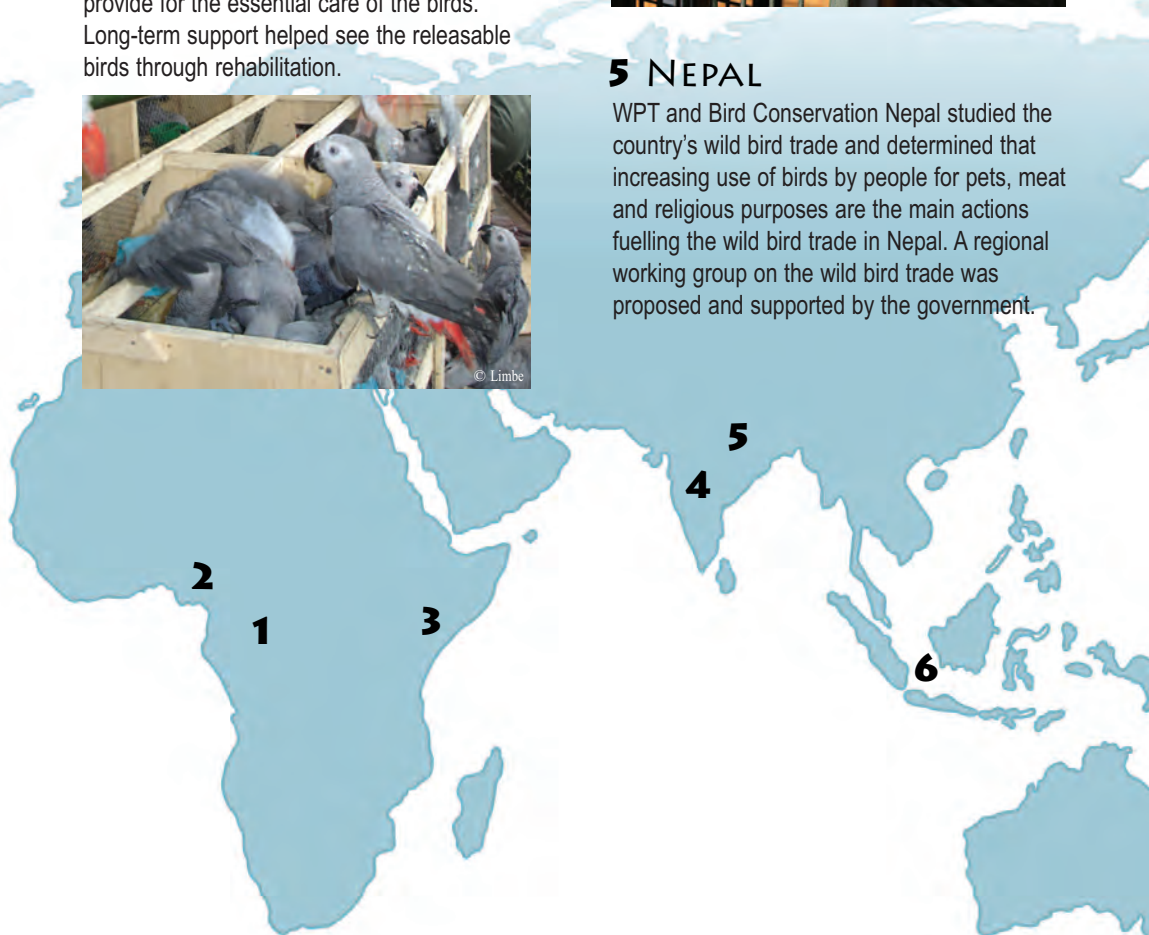 provide for the essential care of the birds.
Long-term support helped see the releasable
birds through rehabilitation.
© Limbe
5 NEPAL
WPT and Bird Conservation Nepal studied the
country's wild bird trade and determined that
increasing use of birds by people for pets, meat
and religious purposes are the main actions
fuelling the wild bird trade in Nepal. A regional
working group on the wild bird trade was
proposed and supported by the government.
5
4
2
3
1
6